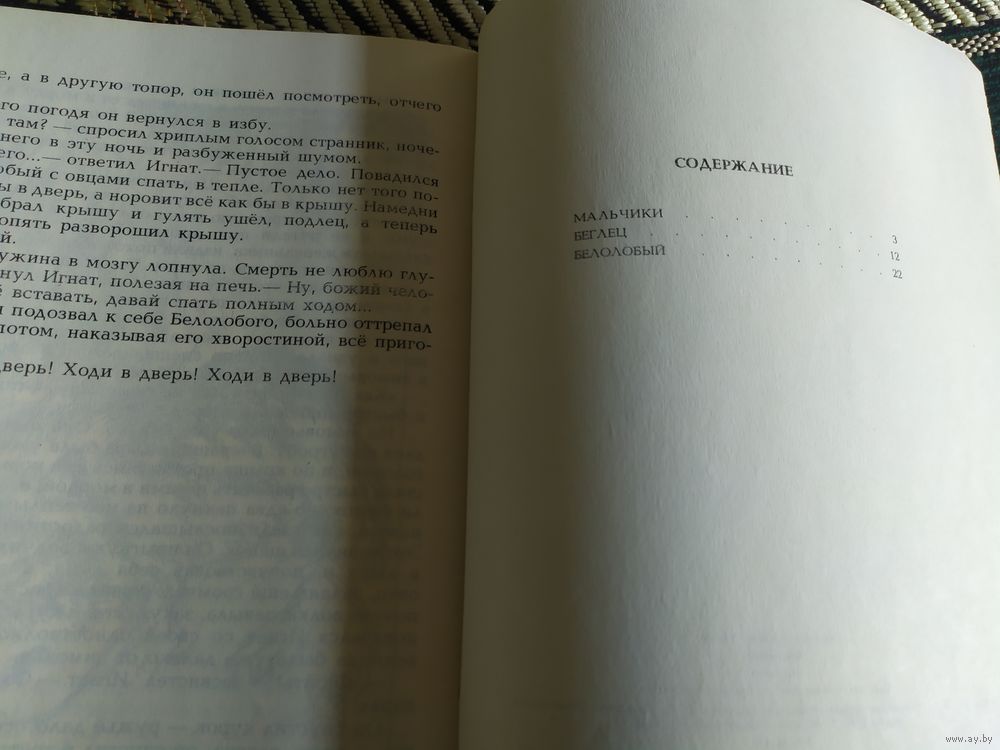 е, а в другую топор, он пошёл посмотреть, отчего
го погодя он вернулся в избу.
там? — спросил хриплым голосом странник, ноче-
него в эту ночь и разбуженный шумом.
его...— ответил Игнат.— Пустое дело. Повадился
обый с овцами спать, в тепле. Только нет того по-
ы в дверь, а норовит всё как бы в крышу. Намедни
брал крышу и гулять ушёл, подлец, а теперь
опять разворошил крышу.
й.
ужина в мозгу лопнула. Смерть не люблю глу-
нул Игнат, полезая на печь.— Ну, божий чело-
ё вставать, давай спать полным ходом...
подозвал к себе Белолобого, больно оттрепал
потом, наказывая его хворостиной, всё приго-
дверь! Ходи в дверь! Ходи в дверь!
СОДЕРЖАНИЕ
МАЛЬЧИКИ . . . . . . 3
БЕГЛЕЦ . . . . . . . 12
БЕЛОЛОБЫЙ . . . . . . 22
www.ay.by